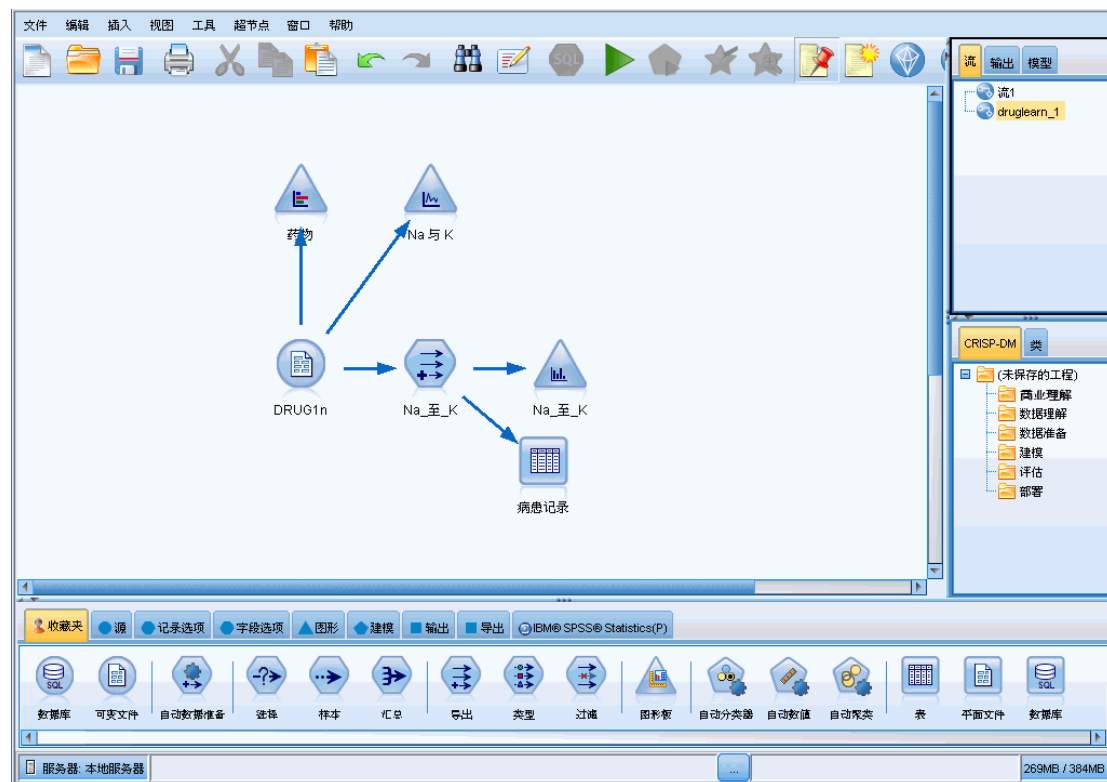 文件 编辑 插入 视图 工具 超节点 窗口 帮助
SQL
流 输出 模型
流1
druglearn_1
药物
Na 与 K
DRUG1n
Na_至_K
Na_至_K
病患记录
CRISP-DM 类
(未保存的工程)
商业理解
数据理解
数据准备
建模
评估
部署
收藏夹 源 记录选项 字段选项 图形 建模 输出 导出 IBM® SPSS® Statistics(P)
SQL
SQL
数据库 可变文件 自动数据准备 选择 样本 汇总 导出 类型 过滤 图形板 自动分类器 自动数值 自动聚类 表 平面文件 数据库
服务器: 本地服务器
...
269MB / 384MB